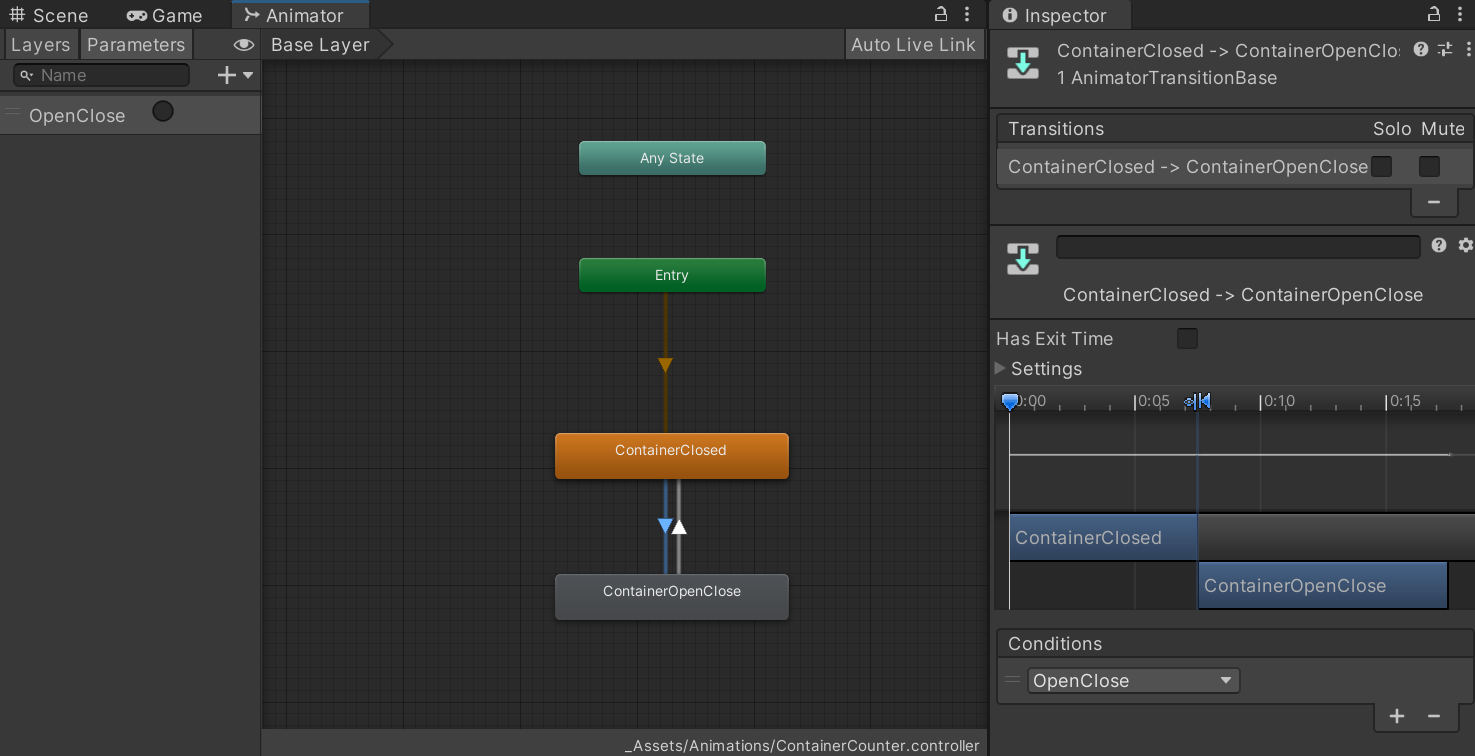 Scene Game Animator
Layers Parameters Base Layer Auto Live Link
Name
OpenClose
Any State
Entry
ContainerClosed
ContainerOpenClose
_Assets/Animations/ContainerCounter.controller
Inspector
ContainerClosed -> ContainerOpenClo
1 AnimatorTransitionBase
Transitions Solo Mute
ContainerClosed -> ContainerOpenClose
ContainerClosed -> ContainerOpenClose
Has Exit Time
Settings
0:00 0:05 0:10 0:15
ContainerClosed
ContainerOpenClose
Conditions
OpenClose